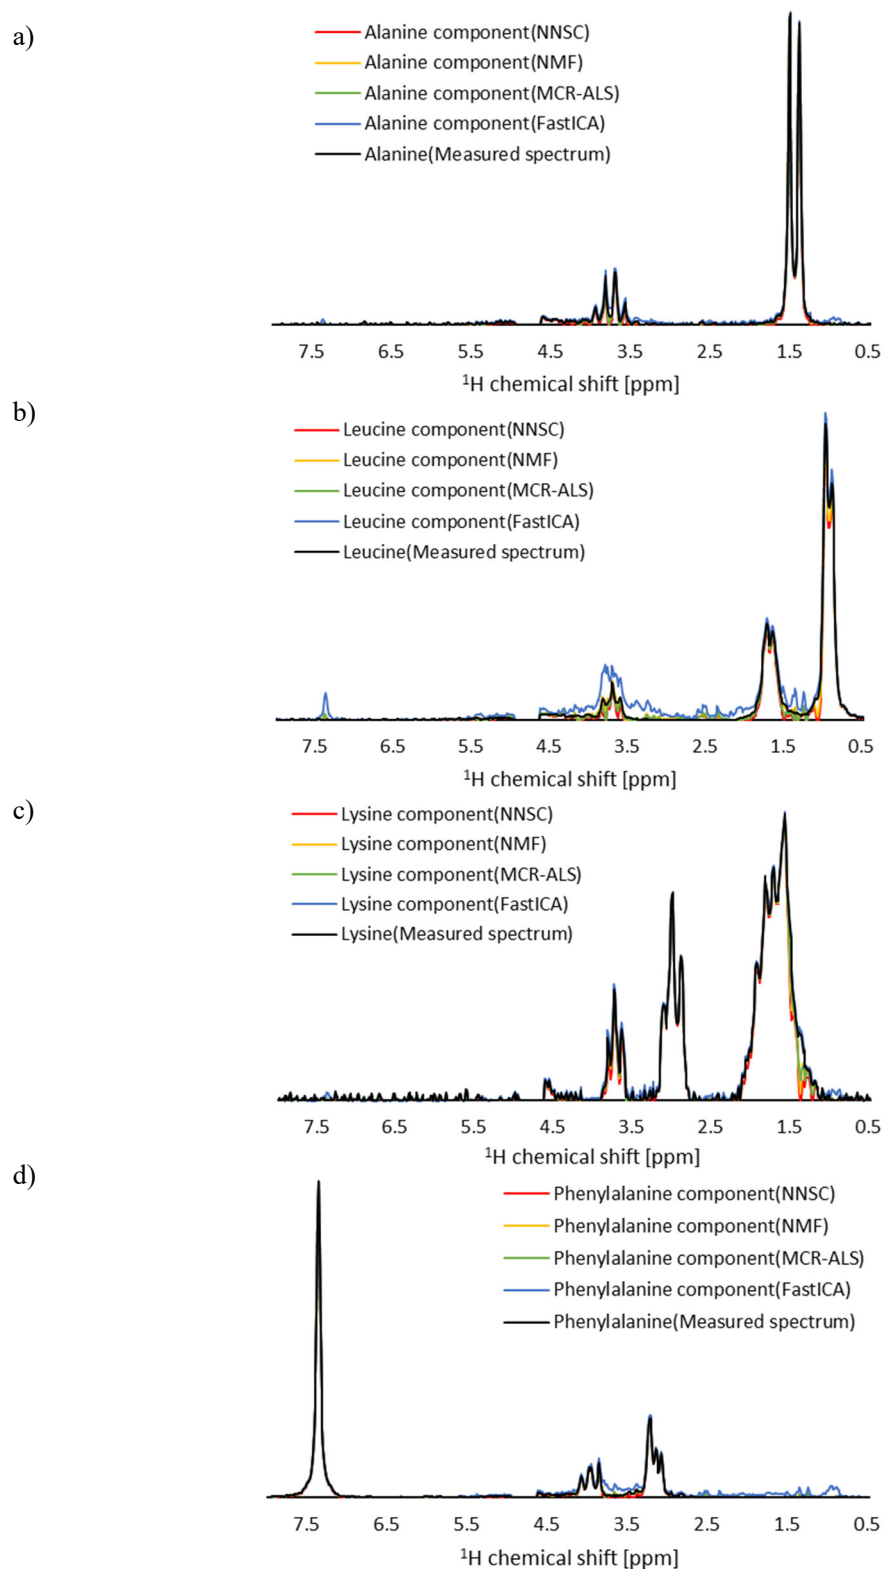 a)
Alanine component(NNSC)
Alanine component(NMF)
Alanine component(MCR-ALS)
Alanine component(FastICA)
Alanine(Measured spectrum)
7.5 6.5 5.5 4.5 3.5 2.5 1.5 0.5
¹H chemical shift [ppm]
b)
Leucine component(NNSC)
Leucine component(NMF)
Leucine component(MCR-ALS)
Leucine component(FastICA)
Leucine(Measured spectrum)
7.5 6.5 5.5 4.5 3.5 2.5 1.5 0.5
¹H chemical shift [ppm]
c)
Lysine component(NNSC)
Lysine component(NMF)
Lysine component(MCR-ALS)
Lysine component(FastICA)
Lysine(Measured spectrum)
7.5 6.5 5.5 4.5 3.5 2.5 1.5 0.5
¹H chemical shift [ppm]
d)
Phenylalanine component(NNSC)
Phenylalanine component(NMF)
Phenylalanine component(MCR-ALS)
Phenylalanine component(FastICA)
Phenylalanine(Measured spectrum)
7.5 6.5 5.5 4.5 3.5 2.5 1.5 0.5
¹H chemical shift [ppm]